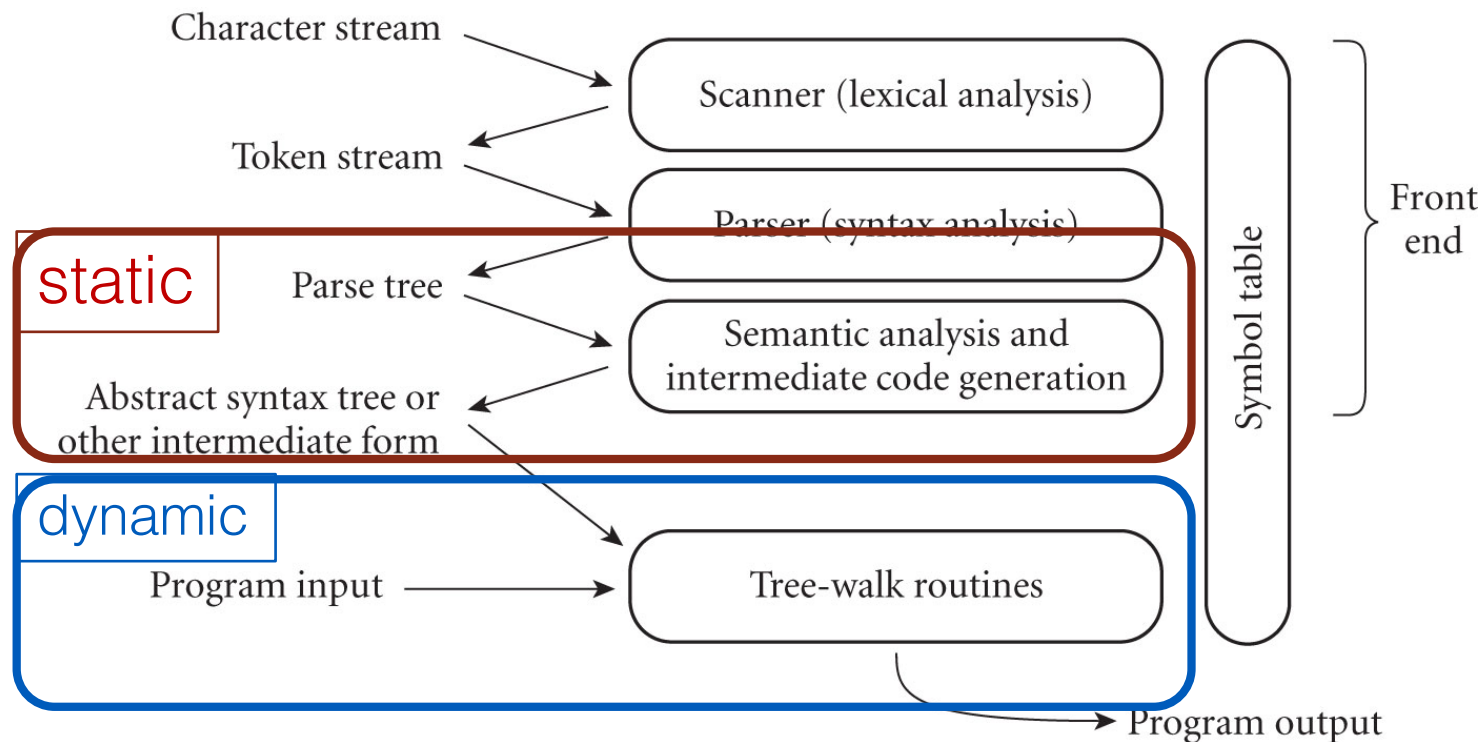 Character stream
Scanner (lexical analysis)
Token stream
Parser (syntax analysis)
Front
end
static
Parse tree
Semantic analysis and
intermediate code generation
Symbol table
Abstract syntax tree or
other intermediate form
dynamic
Program input
Tree-walk routines
Program output